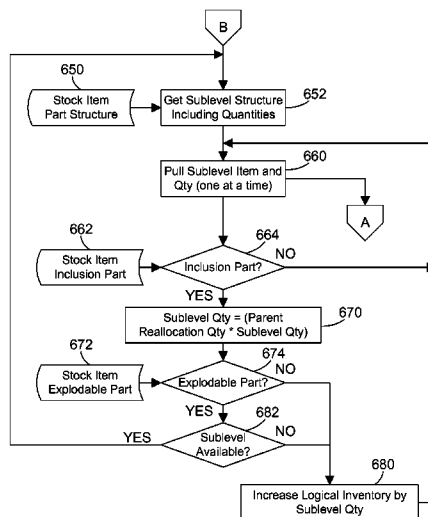 B
650
Stock Item
Part Structure
Get Sublevel Structure
Including Quantities
652
660
Pull Sublevel Item and
Qty (one at a time)
A
662
Stock Item
Inclusion Part
664
Inclusion Part?
NO
YES
Sublevel Qty = (Parent
Reallocation Qty * Sublevel Qty)
670
672
Stock Item
Explodable Part
674
Explodable Part?
NO
YES
682
Sublevel
Available?
YES
NO
680
Increase Logical Inventory by
Sublevel Qty